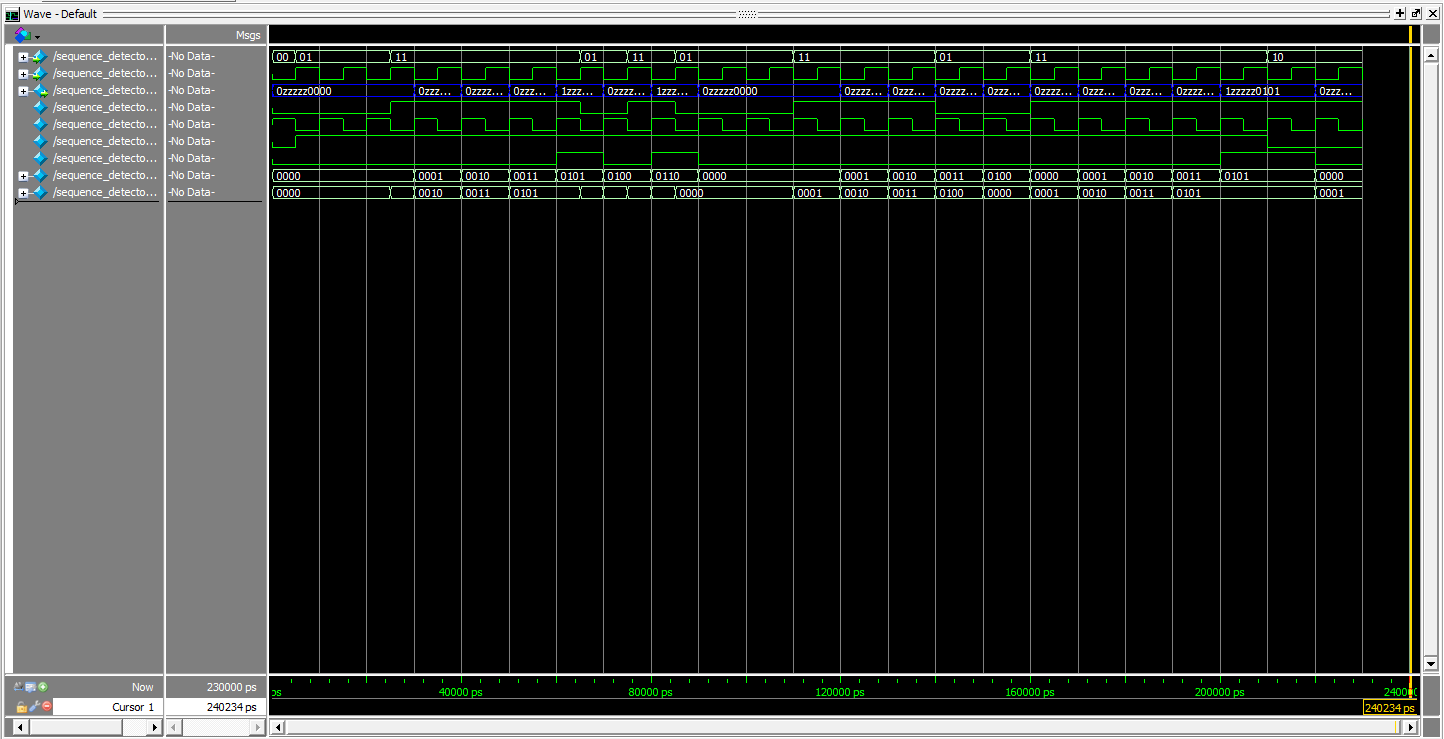 Wave - Default
Msgs
/sequence_detecto... -No Data- 00 01 11 01 11 01 11 01 11 10
/sequence_detecto... -No Data-
/sequence_detecto... -No Data- 0zzzzz0000 0zzz... 0zzzz... 0zzz... 1zzz... 0zzzz... 1zzz... 0zzzzz0000 0zzzz... 0zzz... 0zzzz... 0zzz... 0zzzz... 0zzzz... 0zzz... 0zzzz... 1zzzzz0101 0zzz...
/sequence_detecto... -No Data-
/sequence_detecto... -No Data-
/sequence_detecto... -No Data-
/sequence_detecto... -No Data-
/sequence_detecto... -No Data- 0000 0001 0010 0011 0101 0100 0110 0000 0001 0010 0011 0100 0000 0001 0010 0011 0101 0000
/sequence_detecto... -No Data- 0000 0010 0011 0101 0000 0001 0010 0011 0100 0000 0001 0010 0011 0101 0001
Now 230000 ps ps 40000 ps 80000 ps 120000 ps 160000 ps 200000 ps
Cursor 1 240234 ps 240234 ps